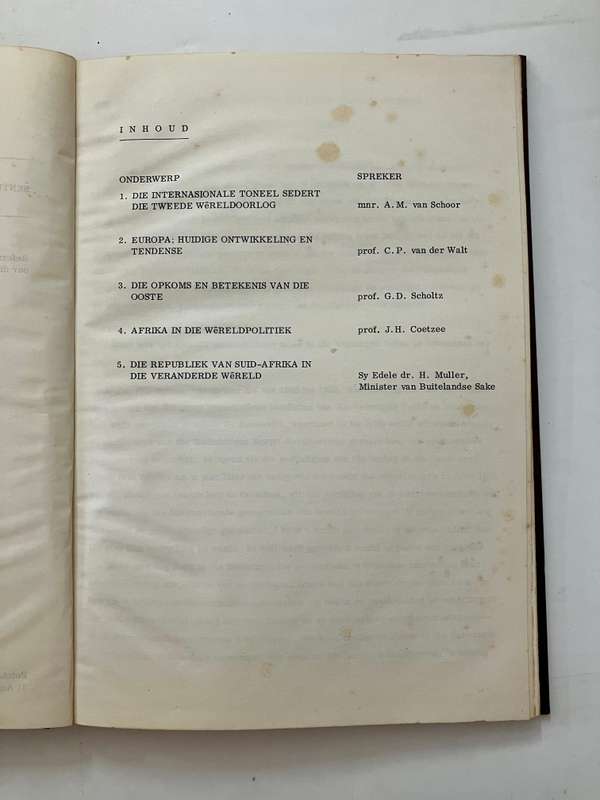 I N H O U D
ONDERWERP SPREKER
1. DIE INTERNASIONALE TONEEL SEDERT
DIE TWEEDE WêRELDOORLOG mnr. A.M. van Schoor
2. EUROPA: HUIDIGE ONTWIKKELING EN
TENDENSE prof. C.P. van der Walt
3. DIE OPKOMS EN BETEKENIS VAN DIE
OOSTE prof. G.D. Scholtz
4. AFRIKA IN DIE WêRELDPOLITIEK prof. J.H. Coetzee
5. DIE REPUBLIEK VAN SUID-AFRIKA IN
DIE VERANDERDE WêRELD Sy Edele dr. H. Muller,
Minister van Buitelandse Sake